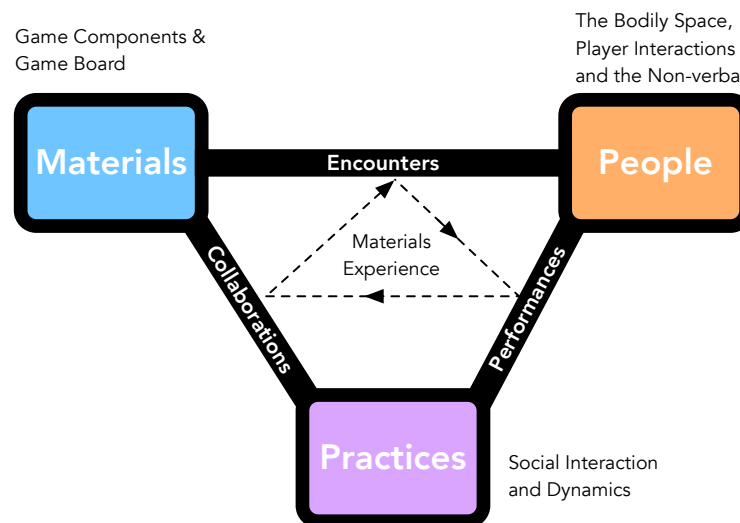 Game Components &
Game Board
The Bodily Space,
Player Interactions
and the Non-verba
Materials
Encounters
People
Materials
Experience
Collaborations
Performances
Practices
Social Interaction
and Dynamics